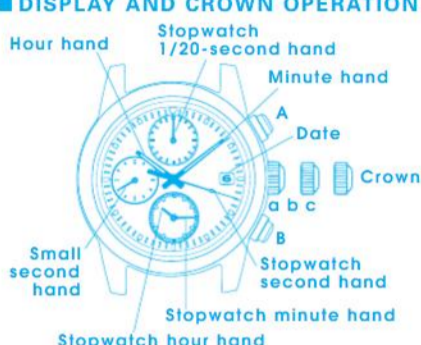 DISPLAY AND CROWN OPERATION
Stopwatch
1/20-second hand
Hour hand
Minute hand
A
Date
Crown
a b c
B
Small
second
hand
Stopwatch
second hand
Stopwatch minute hand
Stopwatch hour hand